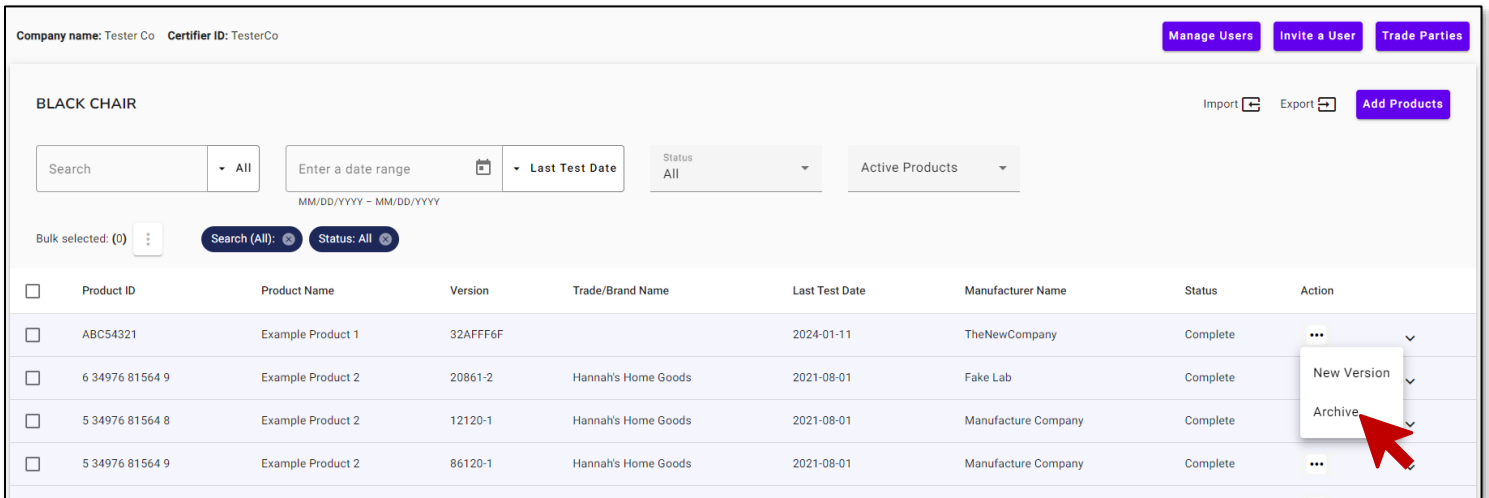 Company name: Tester Co Certifier ID: TesterCo Manage Users Invite a User Trade Parties
BLACK CHAIR Import Export Add Products
Search All Enter a date range Last Test Date Status All Active Products
MM/DD/YYYY – MM/DD/YYYY
Bulk selected: (0) Search (All): Status: All
Product ID Product Name Version Trade/Brand Name Last Test Date Manufacturer Name Status Action
ABC54321 Example Product 1 32AFFF6F 2024-01-11 TheNewCompany Complete
6 34976 81564 9 Example Product 2 20861-2 Hannah's Home Goods 2021-08-01 Fake Lab Complete New Version
5 34976 81564 8 Example Product 2 12120-1 Hannah's Home Goods 2021-08-01 Manufacture Company Complete Archive
5 34976 81564 9 Example Product 2 86120-1 Hannah's Home Goods 2021-08-01 Manufacture Company Complete